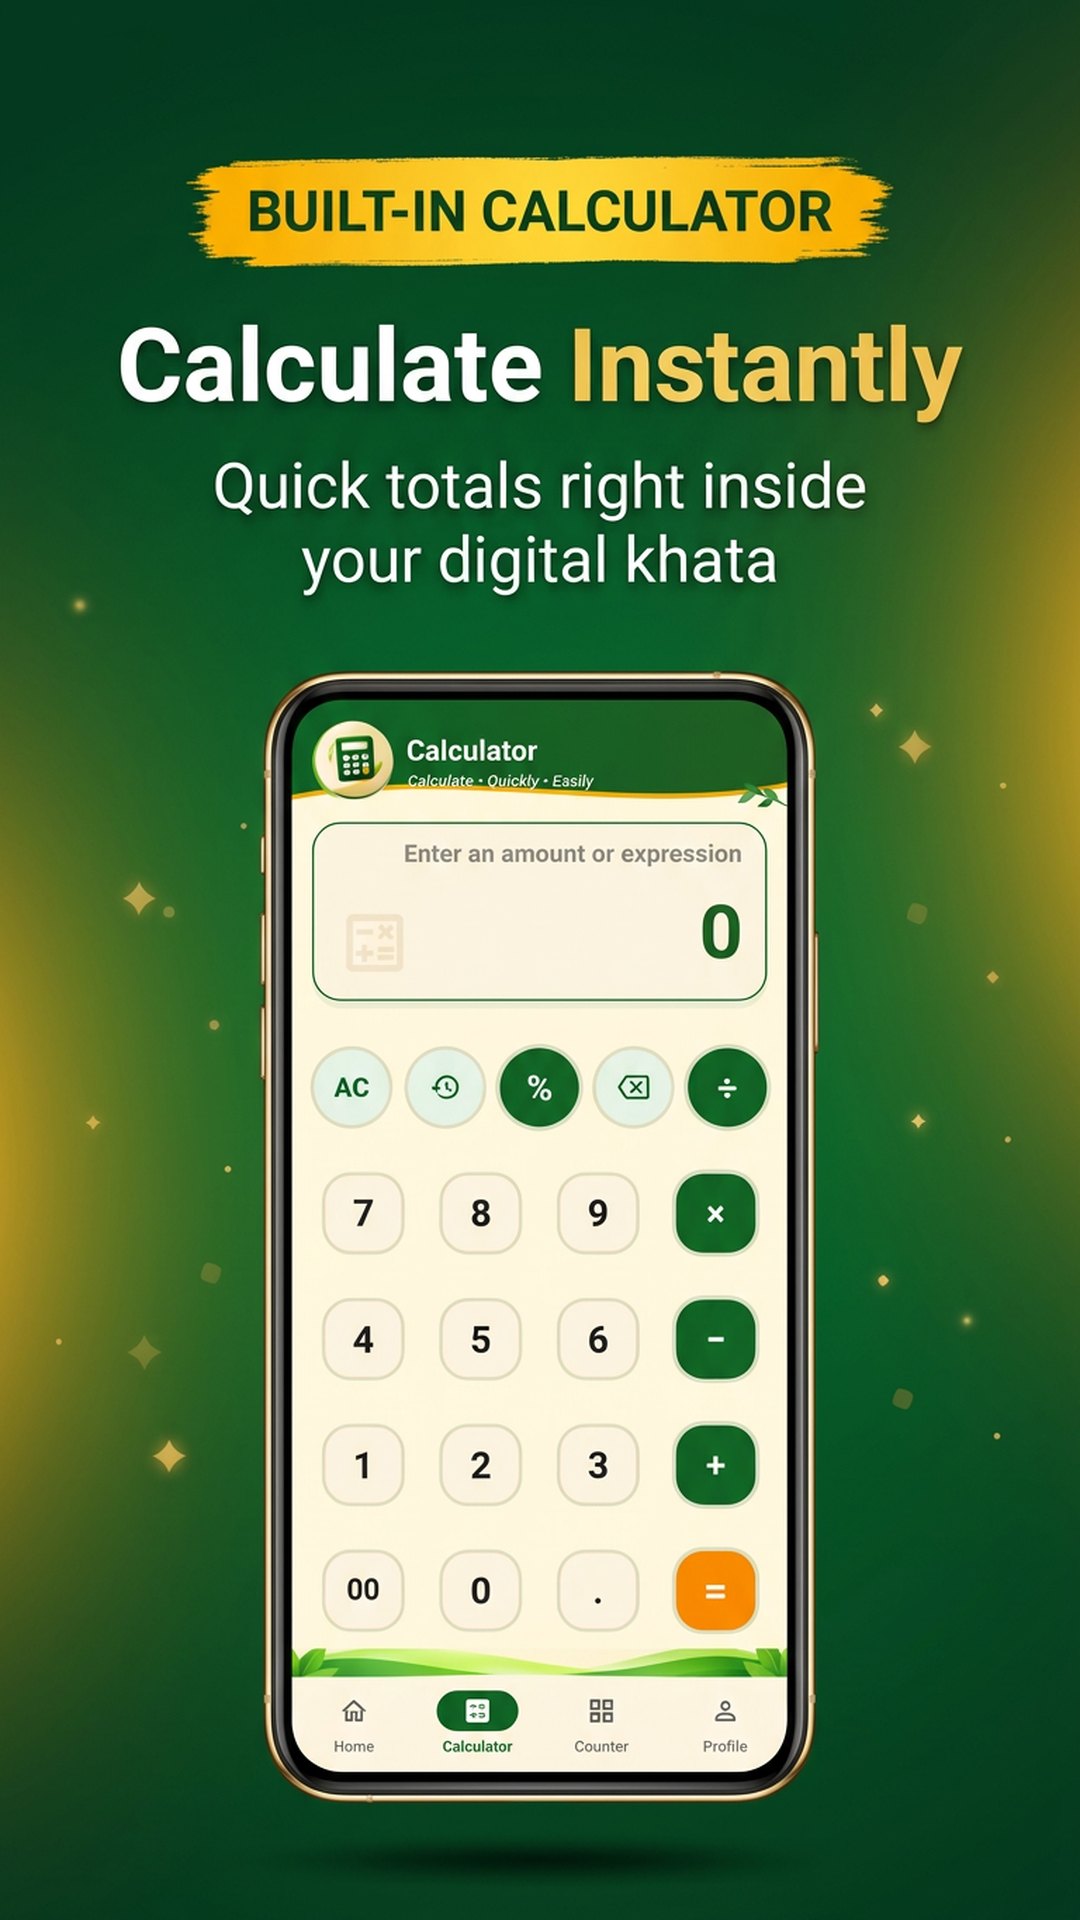 BUILT-IN CALCULATOR
Calculate Instantly
Quick totals right inside
your digital khata
Calculator
Calculate • Quickly • Easily
Enter an amount or expression
0
AC % ÷
7 8 9 ×
4 5 6 −
1 2 3 +
00 0 . =
Home Calculator Counter Profile